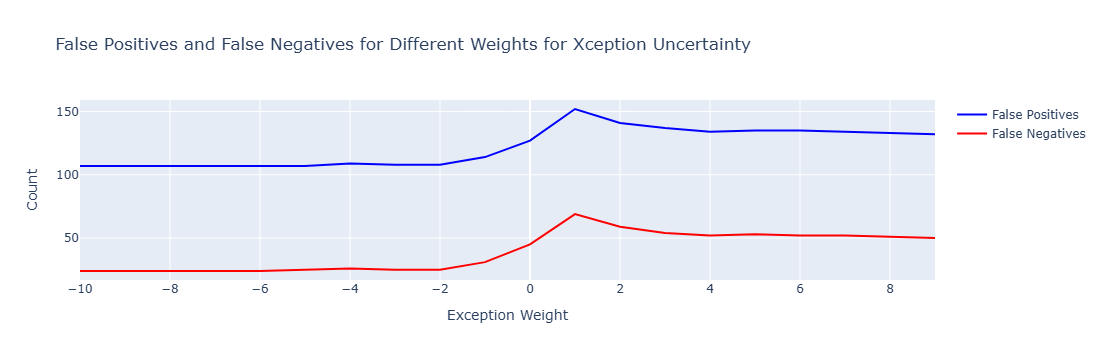 False Positives and False Negatives for Different Weights for Xception Uncertainty
150
100
50
Count
−10 −8 −6 −4 −2 0 2 4 6 8
Exception Weight
False Positives
False Negatives